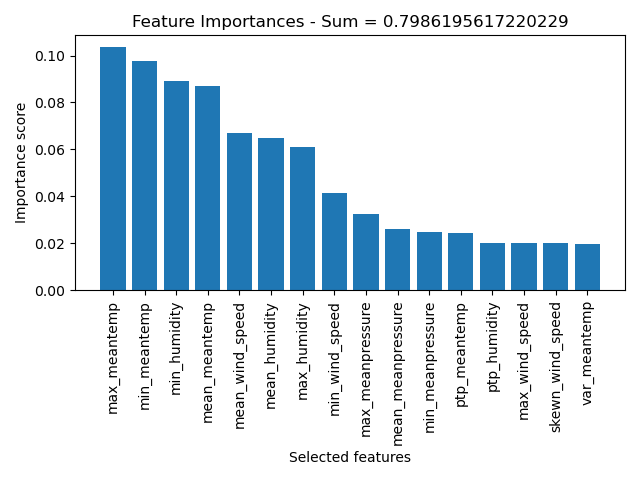 Feature Importances - Sum = 0.7986195617220229
Importance score
0.10
0.08
0.06
0.04
0.02
0.00
max_meantemp
min_meantemp
min_humidity
mean_meantemp
mean_wind_speed
mean_humidity
max_humidity
min_wind_speed
max_meanpressure
mean_meanpressure
min_meanpressure
ptp_meantemp
ptp_humidity
max_wind_speed
skewn_wind_speed
var_meantemp
Selected features